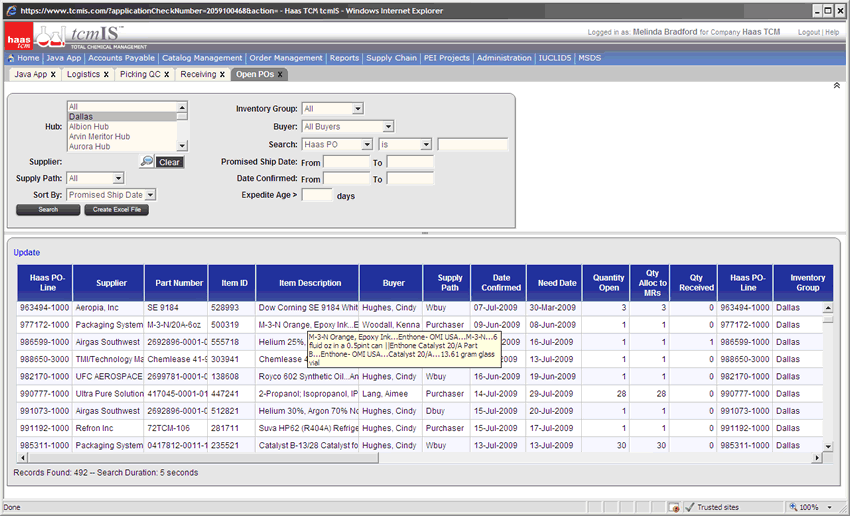 https://www.tcmis.com/?applicationCheckNumber=2059100468&action= - Haas TCM tcmIS - Windows Internet Explorer
haas tcm tcmIS TOTAL CHEMICAL MANAGEMENT
Logged in as: Melinda Bradford for Company Haas TCM Logout | Help
Home | Java App | Accounts Payable | Catalog Management | Order Management | Reports | Supply Chain | PEI Projects | Administration | IUCLIDS | MSDS
Java App x Logistics x Picking QC x Receiving x Open POs x
Hub: All Dallas Albion Hub Arvin Meritor Hub Aurora Hub
Supplier: Clear
Supply Path: All
Sort By: Promised Ship Date
Search Create Excel File
Inventory Group: All
Buyer: All Buyers
Search: Haas PO is
Promised Ship Date: From To
Date Confirmed: From To
Expedite Age > days
Update
Haas PO-Line Supplier Part Number Item ID Item Description Buyer Supply Path Date Confirmed Need Date Quantity Open Qty Alloc to MRs Qty Received Haas PO-Line Inventory Group
963494-1000 Aeropia, Inc SE 9184 528993 Dow Corning SE 9184 Whit Hughes, Cindy Wbuy 07-Jul-2009 30-Mar-2009 3 3 0 963494-1000 Dallas
977172-1000 Packaging System M-3-N/20A-6oz 500319 M-3-N Orange, Epoxy Ink...E Woodall, Kenna Purchaser 09-Jun-2009 08-Jun-2009 1 1 0 977172-1000 Dallas
986599-1000 Airgas Southwest 2692896-0001-0 555718 Helium 25%, -Jun-2009 1 1 1 986599-1000 Dallas
988650-3000 TMI/Technology Ma Chemlease 41-9 303941 Chemlease 4 -Jun-2009 1 1 0 988650-3000 Dallas
M-3-N Orange, Epoxy Ink...Enthone- OMI USA...M-3-N...6 fluid oz in a 0.5pint can ||Enthone Catalyst 20/A Part B...Enthone- OMI USA...Catalyst 20/A...13.61 gram glass vial
982170-1000 UFC AEROSPACE 2699781-0001-0 138608 Royco 602 Synthetic Oil...An Hughes, Cindy Wbuy 16-Jun-2009 19-Jun-2009 1 1 0 982170-1000 Dallas
990777-1000 Ultra Pure Solution 417045-0001-01 447241 2-Propanol; Isopropanol, IP Lang, Aimee Purchaser 14-Jul-2009 29-Jun-2009 28 28 0 990777-1000 Dallas
991073-1000 Airgas Southwest 2692896-0001-0 512821 Helium 30%, Argon 70% No Hughes, Cindy Dbuy 15-Jul-2009 15-Jul-2009 1 1 0 991073-1000 Dallas
991192-1000 Refron Inc 72TCM-106 281711 Suva HP62 (R404A) Refrige Hughes, Cindy Purchaser 15-Jul-2009 17-Jul-2009 1 1 0 991192-1000 Dallas
985311-1000 Packaging System 0417812-0011-1 235521 Catalyst B-13/28 Catalyst fo Hughes, Cindy Wbuy 13-Jul-2009 13-Jul-2009 30 30 0 985311-1000 Dallas
Records Found: 492 -- Search Duration: 5 seconds
Done Trusted sites 100%